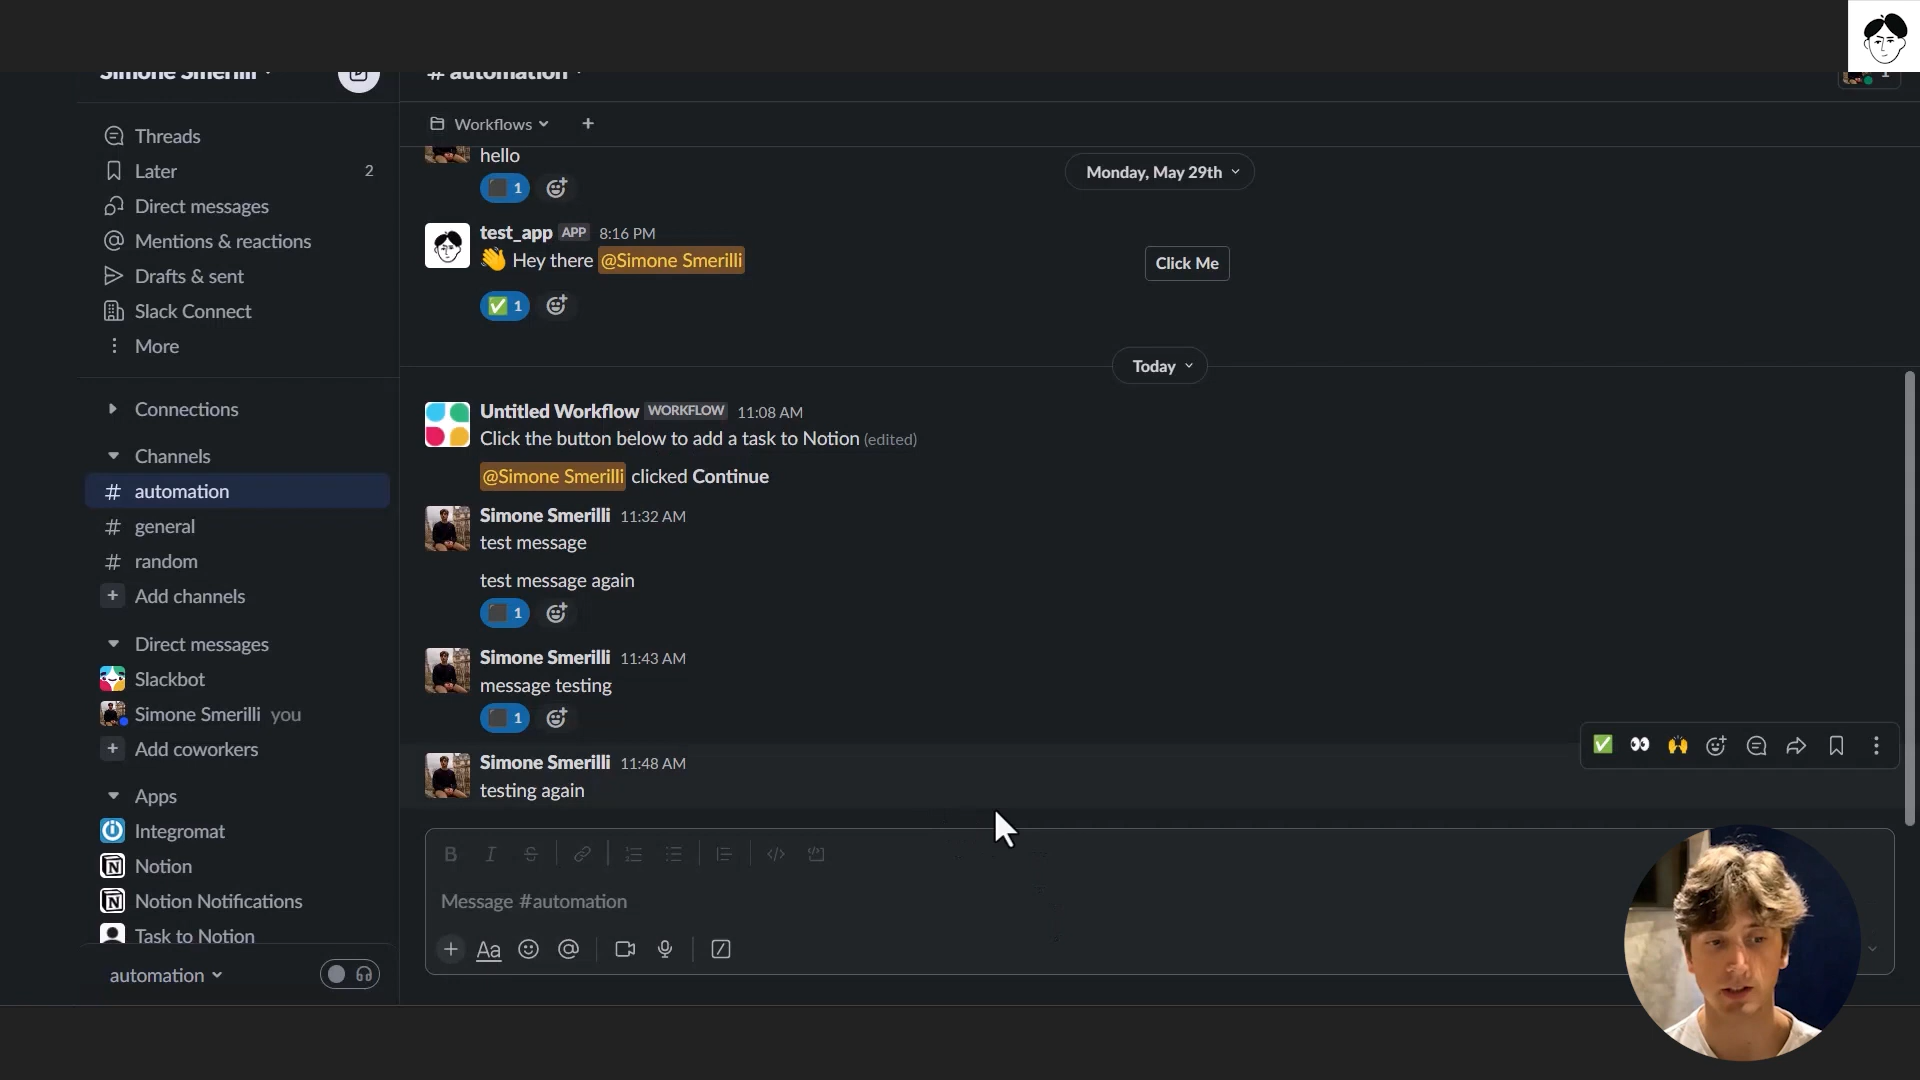 Simone Smerilli
# automation
1
Threads
Later 2
Direct messages
Mentions & reactions
Drafts & sent
Slack Connect
More
Connections
Channels
# automation
# general
# random
+ Add channels
Direct messages
Slackbot
Simone Smerilli you
+ Add coworkers
Apps
Integromat
Notion
Notion Notifications
Task to Notion
automation
Workflows +
hello
1
Monday, May 29th
test_app APP 8:16 PM
👋 Hey there @Simone Smerilli
Click Me
✅ 1
Today
Untitled Workflow WORKFLOW 11:08 AM
Click the button below to add a task to Notion (edited)
@Simone Smerilli clicked Continue
Simone Smerilli 11:32 AM
test message
test message again
1
Simone Smerilli 11:43 AM
message testing
1
Simone Smerilli 11:48 AM
testing again
B I S
Message #automation
+ Aa @